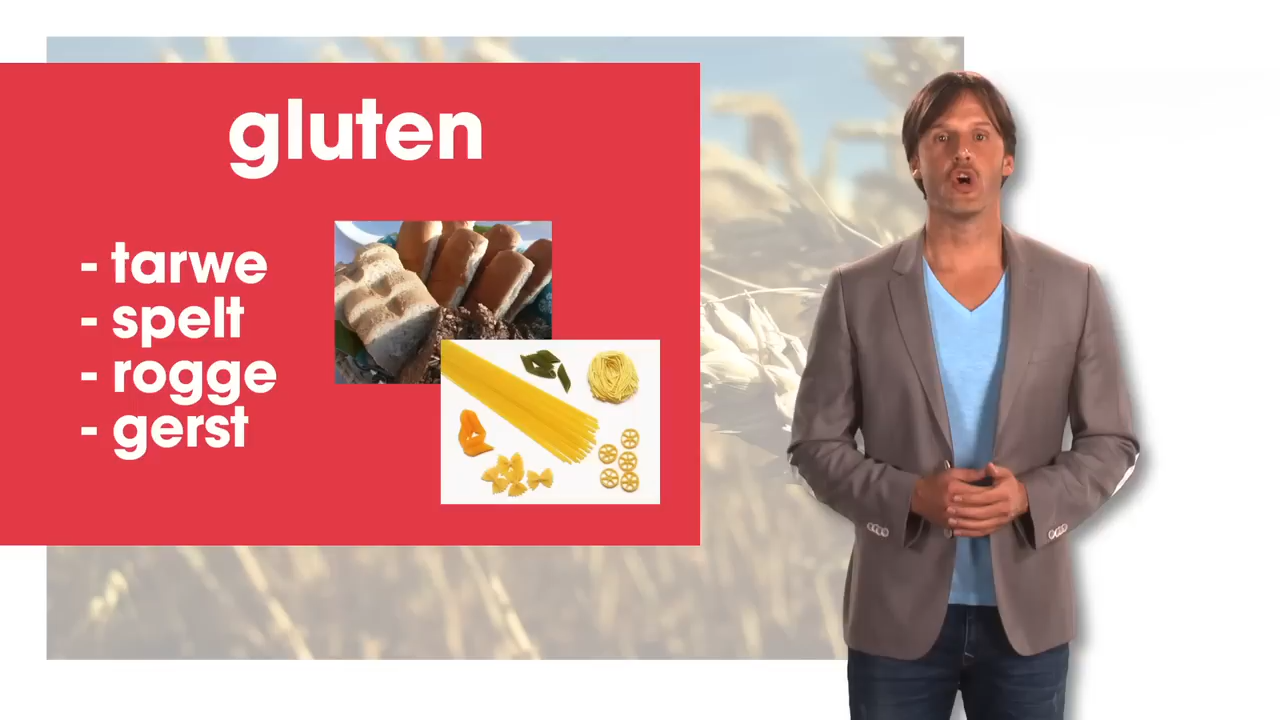 gluten
- tarwe
- spelt
- rogge
- gerst